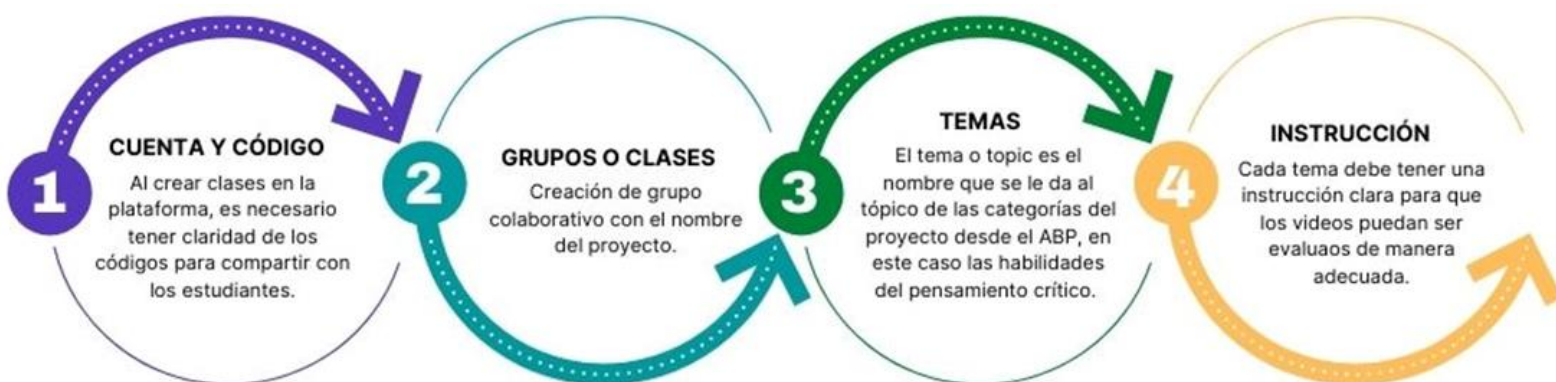 1
CUENTA Y CÓDIGO
Al crear clases en la
plataforma, es necesario
tener claridad de los
códigos para compartir con
los estudiantes.
2
GRUPOS O CLASES
Creación de grupo
colaborativo con el nombre
del proyecto.
3
TEMAS
El tema o topic es el
nombre que se le da al
tópico de las categorías del
proyecto desde el ABP, en
este caso las habilidades
del pensamiento crítico.
4
INSTRUCCIÓN
Cada tema debe tener una
instrucción clara para que
los videos puedan ser
evaluaos de manera
adecuada.